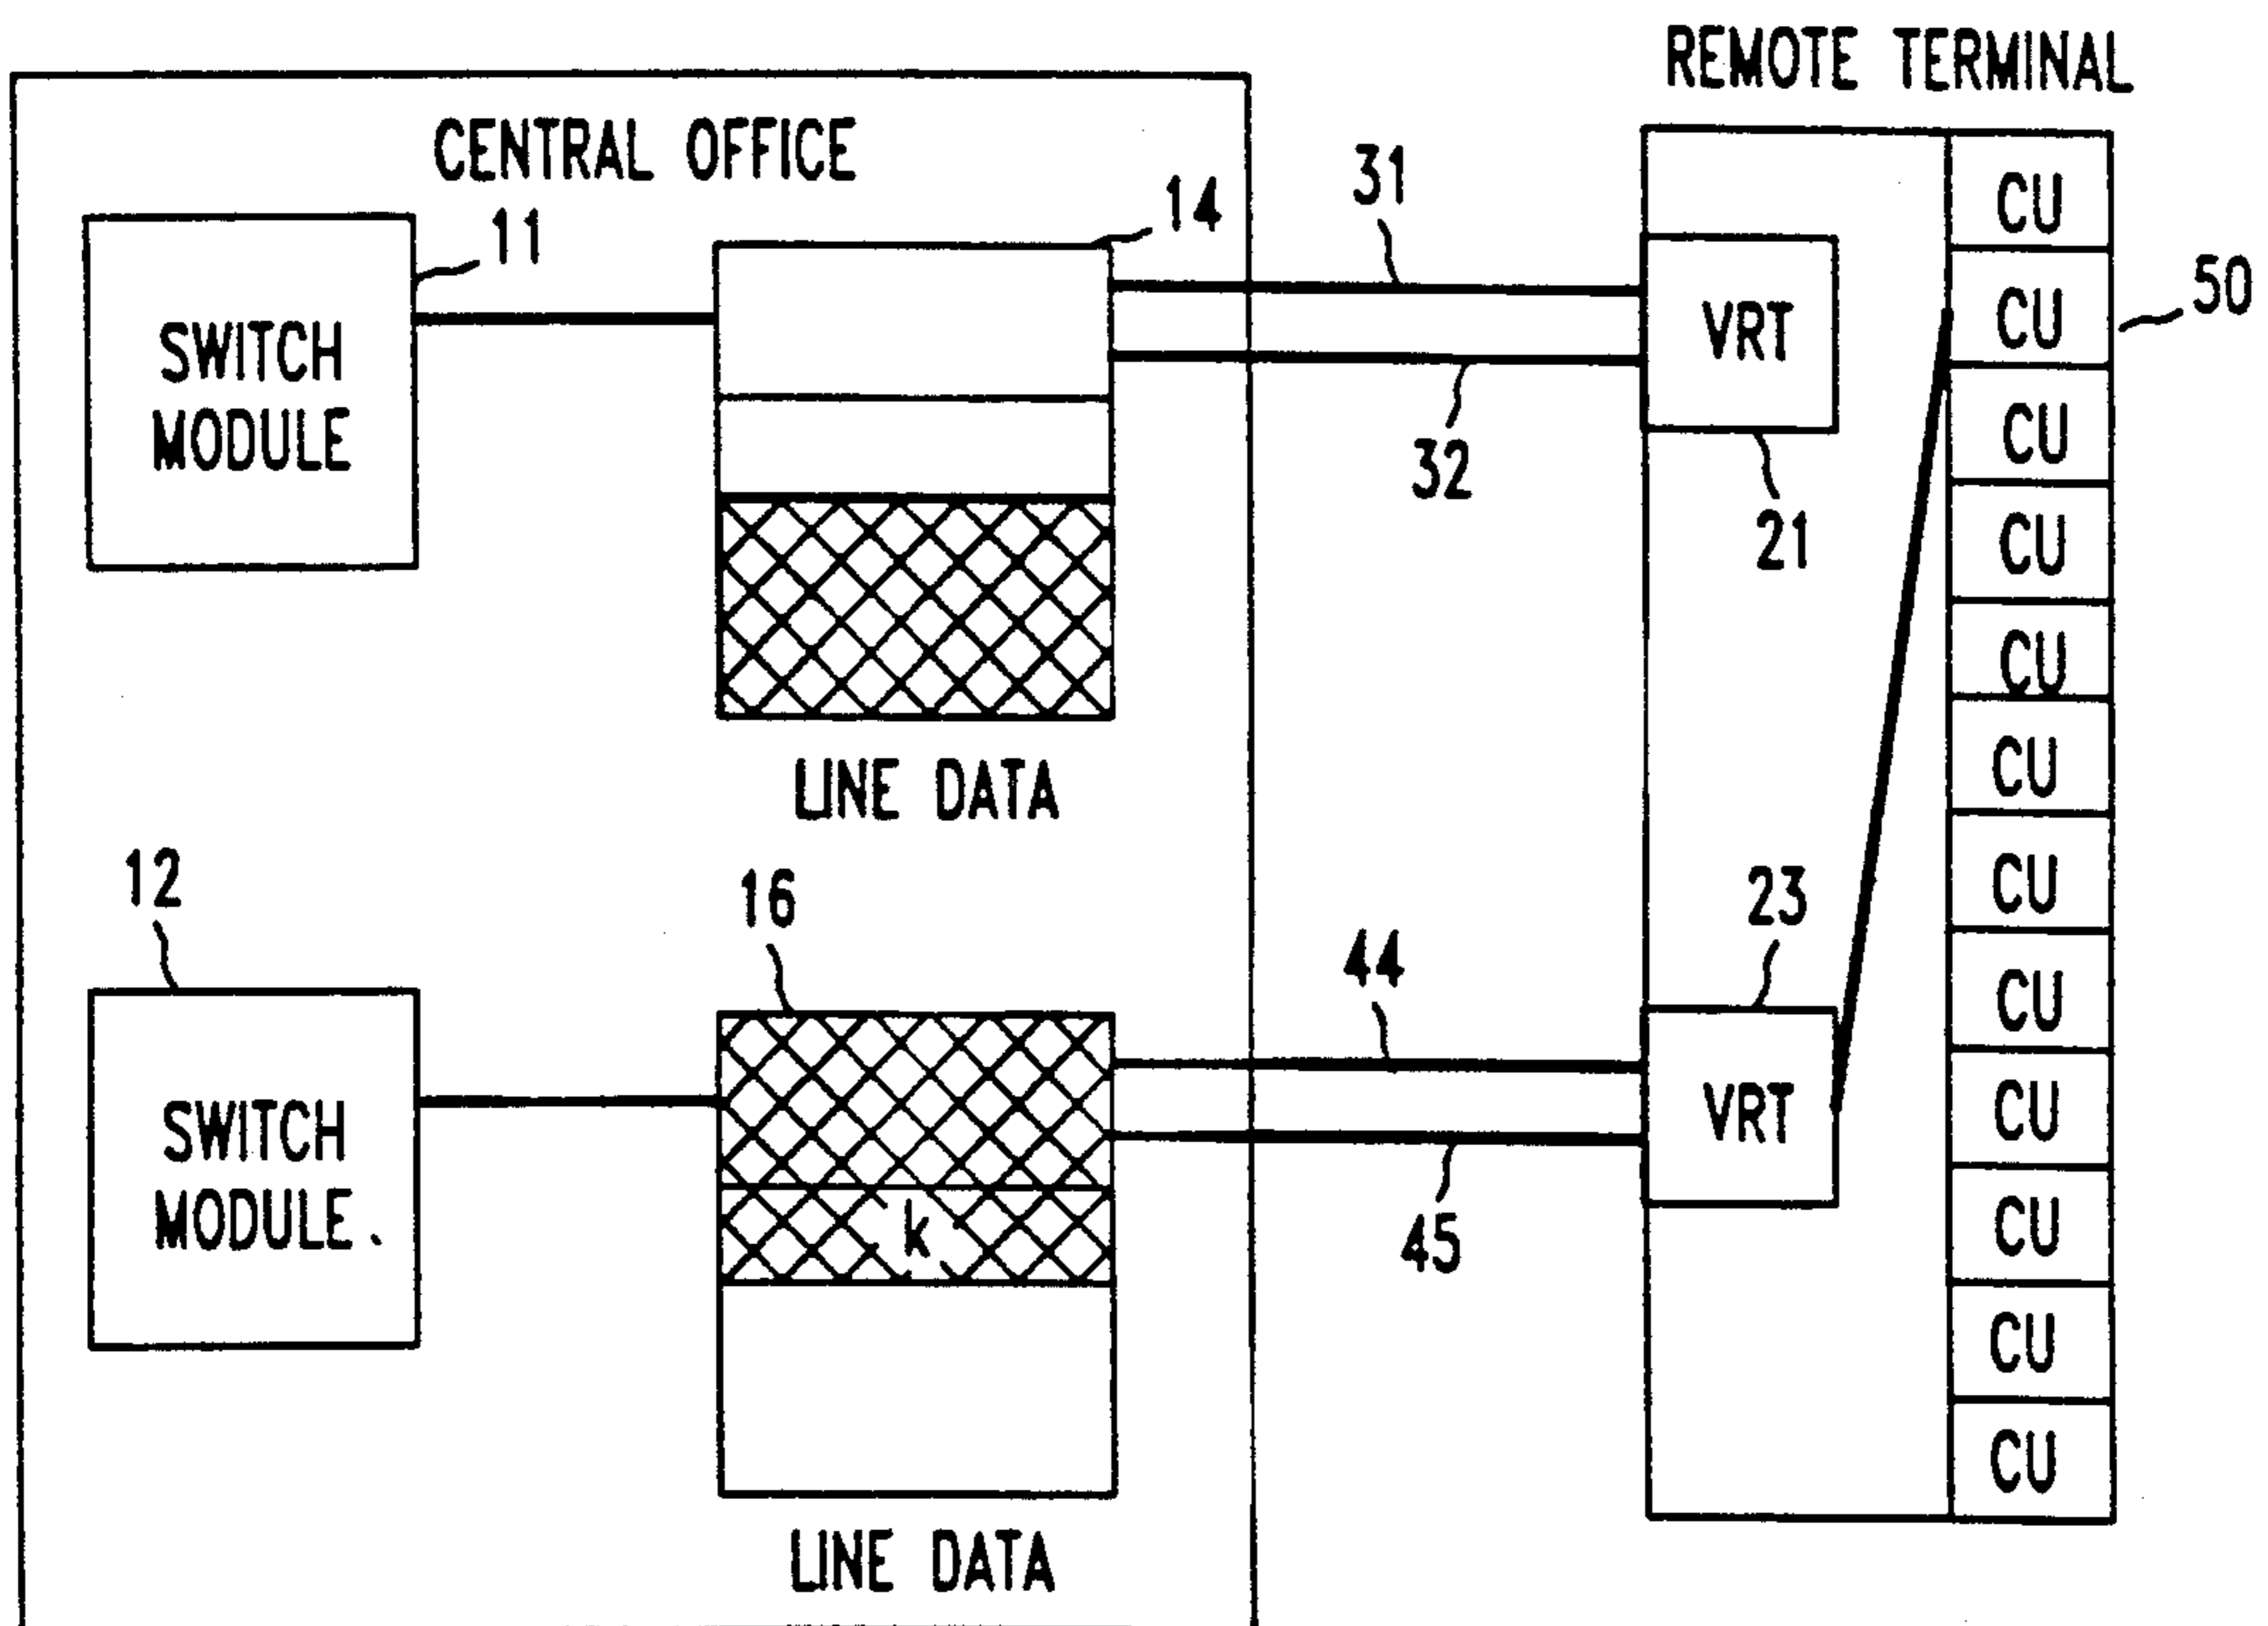 REMOTE TERMINAL
CENTRAL OFFICE
11
14
31
32
SWITCH
MODULE
VRT
21
50
LINE DATA
12
16
44
45
SWITCH
MODULE.
k
VRT
23
LINE DATA
CU
CU
CU
CU
CU
CU
CU
CU
CU
CU
CU
CU